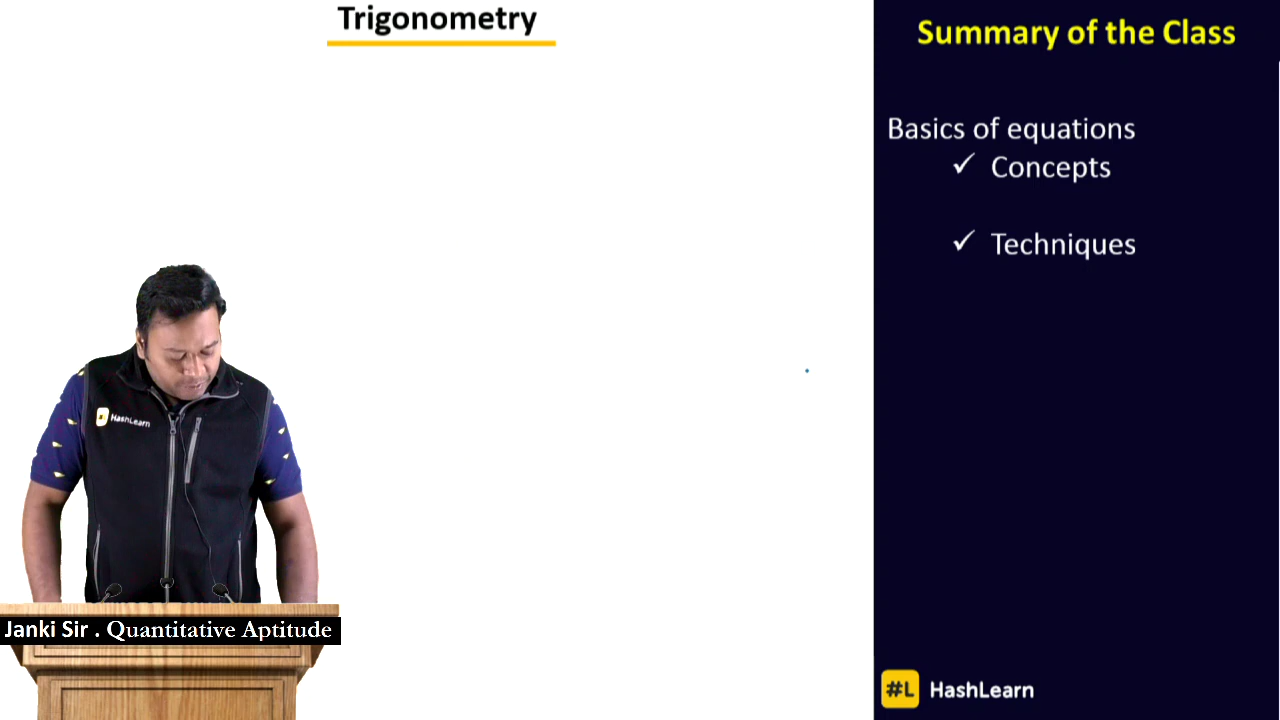 Trigonometry
Summary of the Class
Basics of equations
✓ Concepts
✓ Techniques
HashLearn
Janki Sir . Quantitative Aptitude
#L HashLearn